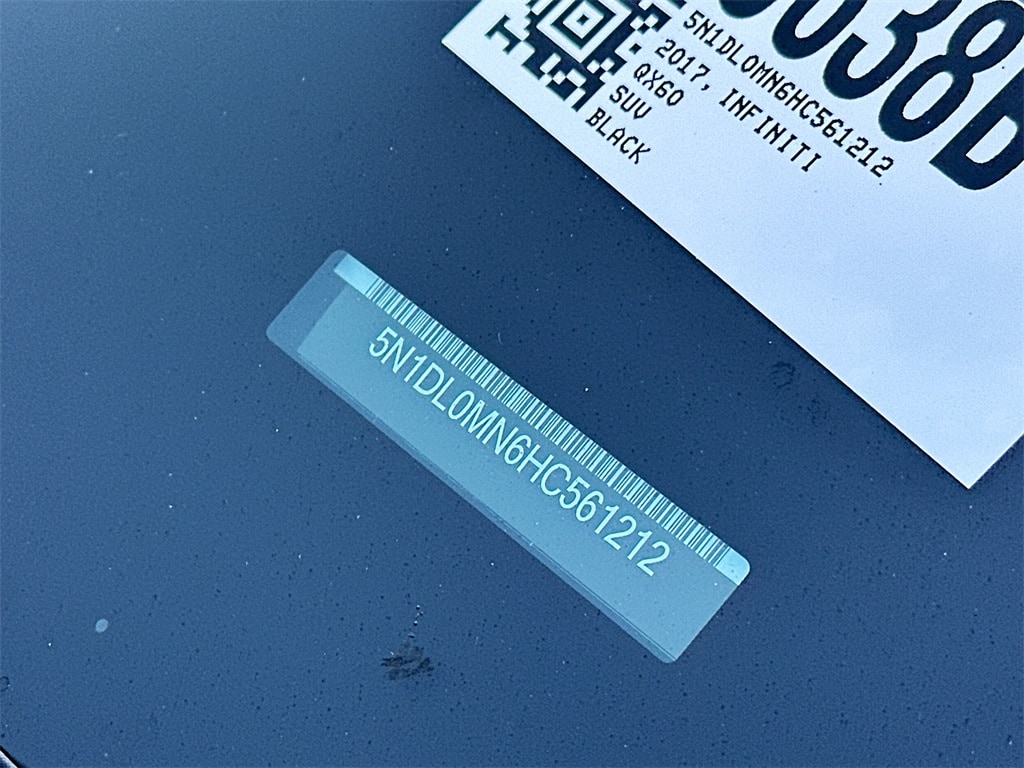 5N1DL0MN6HC561212
2017, INFINITI
QX60
SUV
BLACK
5N1DL0MN6HC561212